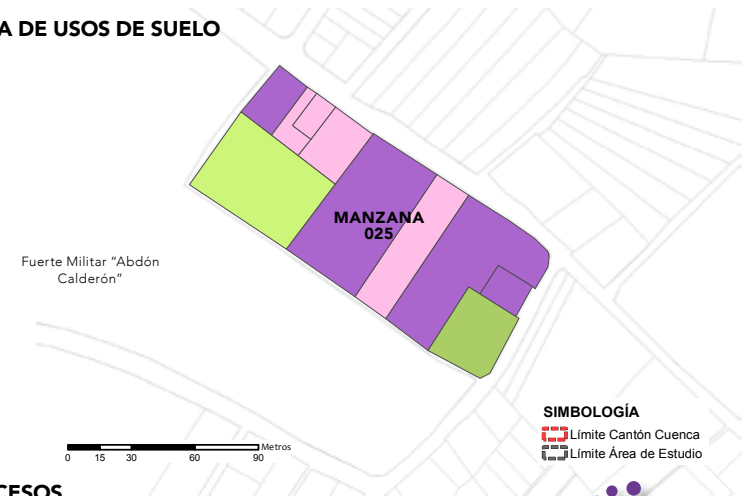 A DE USOS DE SUELO
MANZANA
025
Fuerte Militar "Abdón
Calderón"
SIMBOLOGÍA
Límite Cantón Cuenca
Límite Área de Estudio
Metros
0 15 30 60 90
CESOS